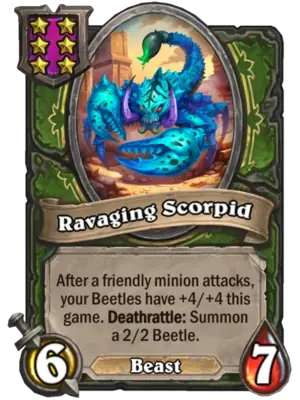 Ravaging Scorpid
After a friendly minion attacks,
your Beetles have +4/+4 this
game. Deathrattle: Summon
a 2/2 Beetle.
6
Beast
7